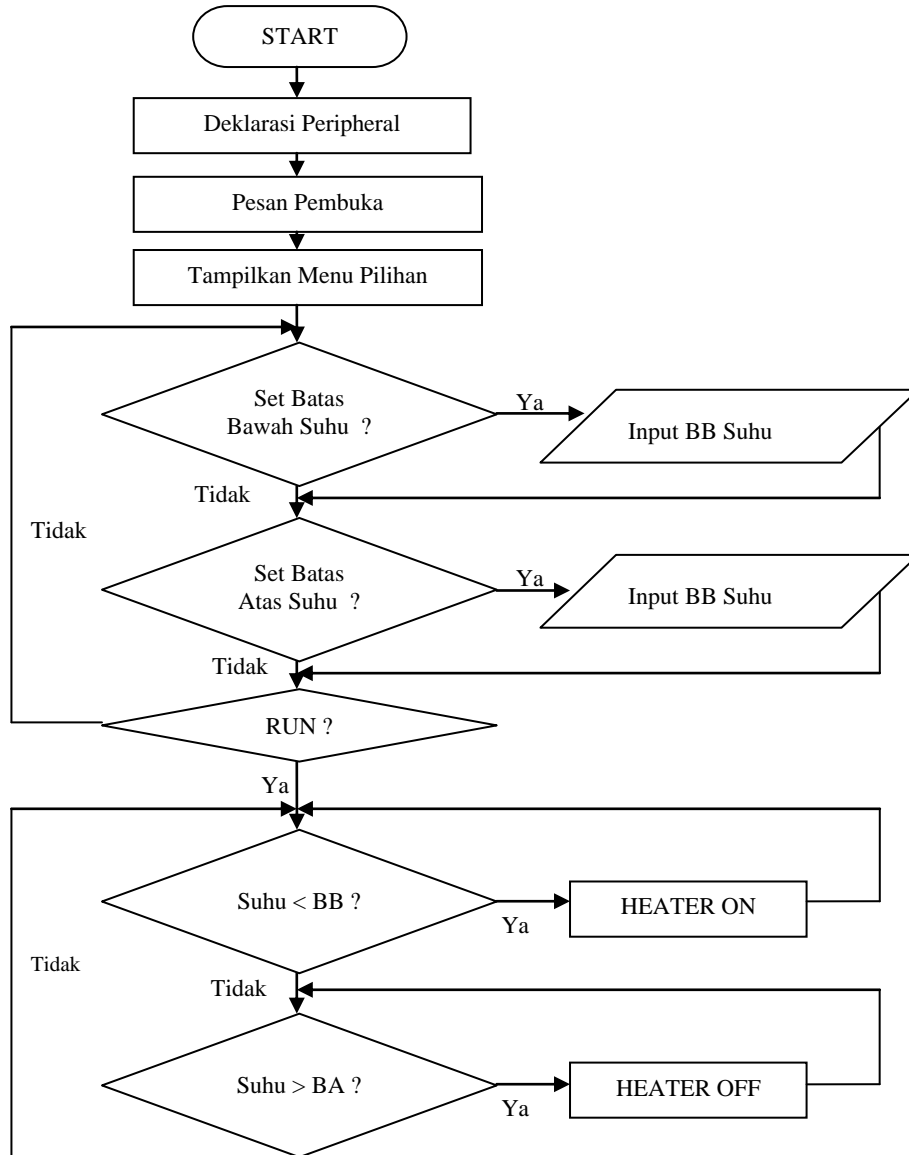 START
Deklarasi Peripheral
Pesan Pembuka
Tampilkan Menu Pilihan
Set Batas
Bawah Suhu ?
Ya
Input BB Suhu
Tidak
Tidak
Set Batas
Atas Suhu ?
Ya
Input BB Suhu
Tidak
RUN ?
Ya
Suhu < BB ?
Ya
HEATER ON
Tidak
Tidak
Suhu > BA ?
Ya
HEATER OFF